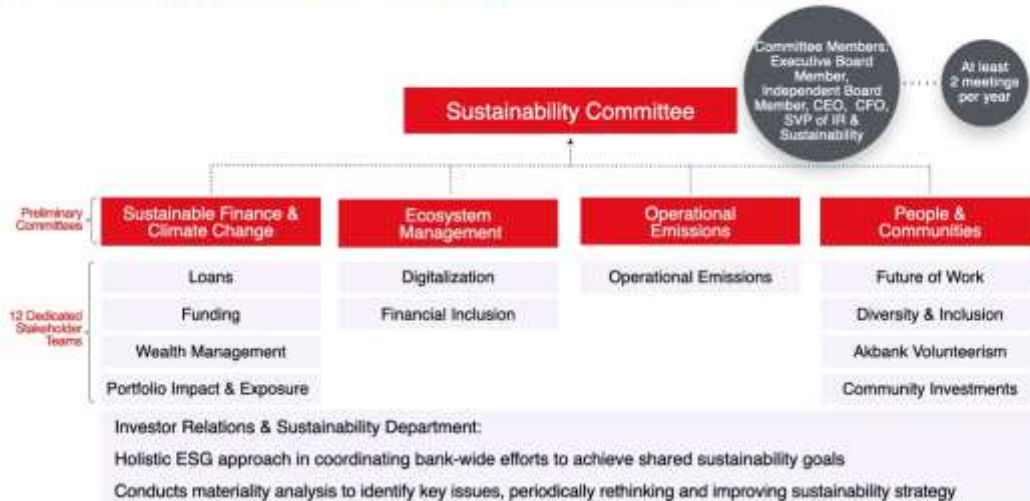 Committee Members:
Executive Board
Member,
Independent Board
Member, CEO, CFO,
SVP of IR &
Sustainability
At least
2 meetings
per year
Sustainability Committee
Preliminary
Committees
Sustainable Finance &
Climate Change
Ecosystem
Management
Operational
Emissions
People &
Communities
12 Dedicated
Stakeholder
Teams
Loans
Funding
Wealth Management
Portfolio Impact & Exposure
Digitalization
Financial Inclusion
Operational Emissions
Future of Work
Diversity & Inclusion
Akbank Volunteerism
Community Investments
Investor Relations & Sustainability Department:
Holistic ESG approach in coordinating bank-wide efforts to achieve shared sustainability goals
Conducts materiality analysis to identify key issues, periodically rethinking and improving sustainability strategy